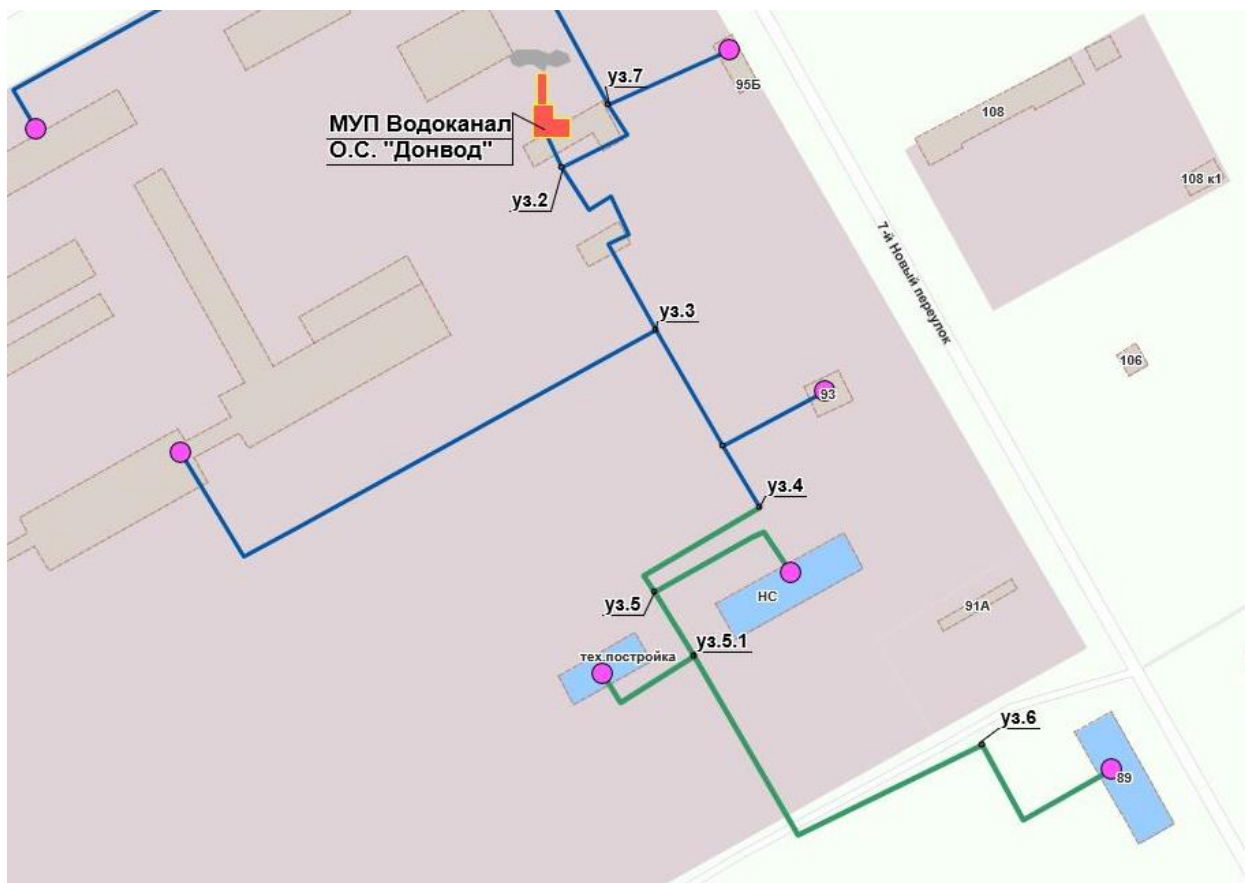 уз.7
95Б
МУП Водоканал
О.С. "Донвод"
108
108 к1
уз.2
7-й Новый переулок
уз.3
106
93
уз.4
НС
91А
уз.5
уз.5.1
тех.постройка
уз.6
89